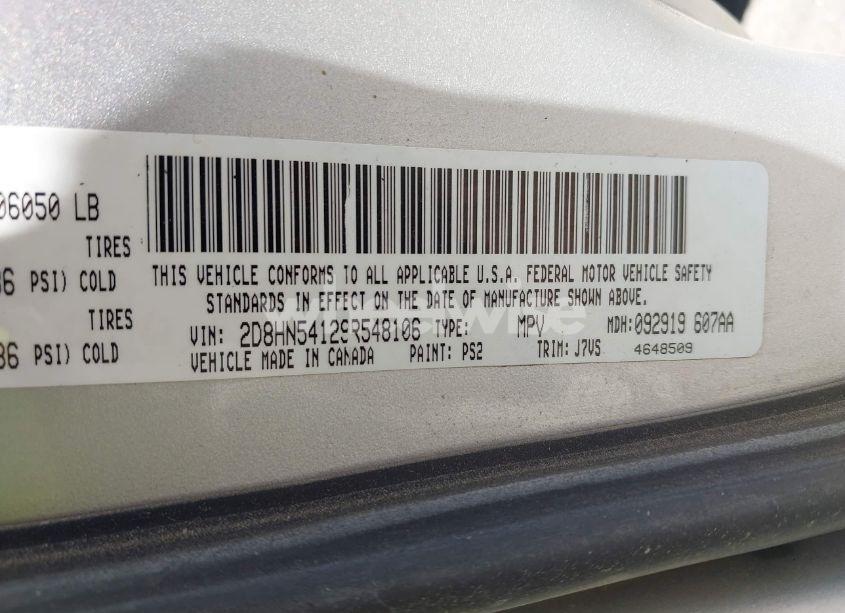 06050 LB
TIRES
36 PSI) COLD
TIRES
36 PSI) COLD
THIS VEHICLE CONFORMS TO ALL APPLICABLE U.S.A. FEDERAL MOTOR VEHICLE SAFETY
STANDARDS IN EFFECT ON THE DATE OF MANUFACTURE SHOWN ABOVE.
VIN: 2D8HN54129R548106 TYPE: MPV MDH: 092919 607AA
VEHICLE MADE IN CANADA PAINT: PS2 TRIM: J7VS 4648509